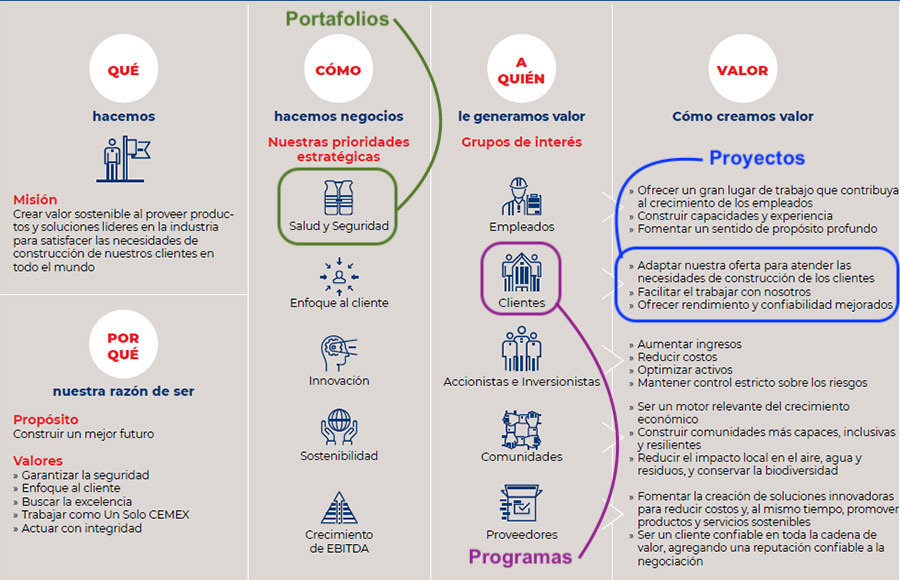 Portafolios
QUÉ
hacemos
Misión
Crear valor sostenible al proveer produc-
tos y soluciones líderes en la industria
para satisfacer las necesidades de
construcción de nuestros clientes en
todo el mundo
POR
QUÉ
nuestra razón de ser
Propósito
Construir un mejor futuro
Valores
» Garantizar la seguridad
» Enfoque al cliente
» Buscar la excelencia
» Trabajar como Un Solo CEMEX
» Actuar con integridad
CÓMO
hacemos negocios
Nuestras prioridades
estratégicas
Salud y Seguridad
Enfoque al cliente
Innovación
Sostenibilidad
Crecimiento
de EBITDA
A
QUIÉN
le generamos valor
Grupos de interés
Empleados
Clientes
Accionistas e Inversionistas
Comunidades
Proveedores
Programas
VALOR
Cómo creamos valor
Proyectos
» Ofrecer un gran lugar de trabajo que contribuya
al crecimiento de los empleados
» Construir capacidades y experiencia
» Fomentar un sentido de propósito profundo
» Adaptar nuestra oferta para atender las
necesidades de construcción de los clientes
» Facilitar el trabajar con nosotros
» Ofrecer rendimiento y confiabilidad mejorados
» Aumentar ingresos
» Reducir costos
» Optimizar activos
» Mantener control estricto sobre los riesgos
» Ser un motor relevante del crecimiento
económico
» Construir comunidades más capaces, inclusivas
y resilientes
» Reducir el impacto local en el aire, agua y
residuos, y conservar la biodiversidad
» Fomentar la creación de soluciones innovadoras
para reducir costos y, al mismo tiempo, promover
productos y servicios sostenibles
» Ser un cliente confiable en toda la cadena de
valor, agregando una reputación confiable a la
negociación